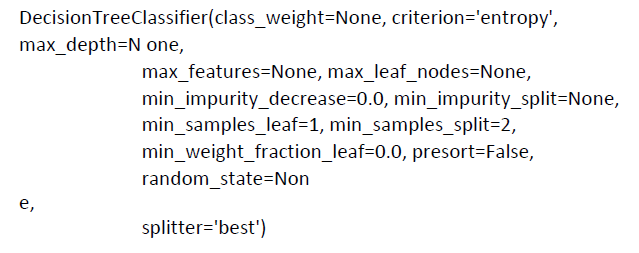 DecisionTreeClassifier(class_weight=None, criterion='entropy',
max_depth=N one,
max_features=None, max_leaf_nodes=None,
min_impurity_decrease=0.0, min_impurity_split=None,
min_samples_leaf=1, min_samples_split=2,
min_weight_fraction_leaf=0.0, presort=False,
random_state=Non
e,
splitter='best')